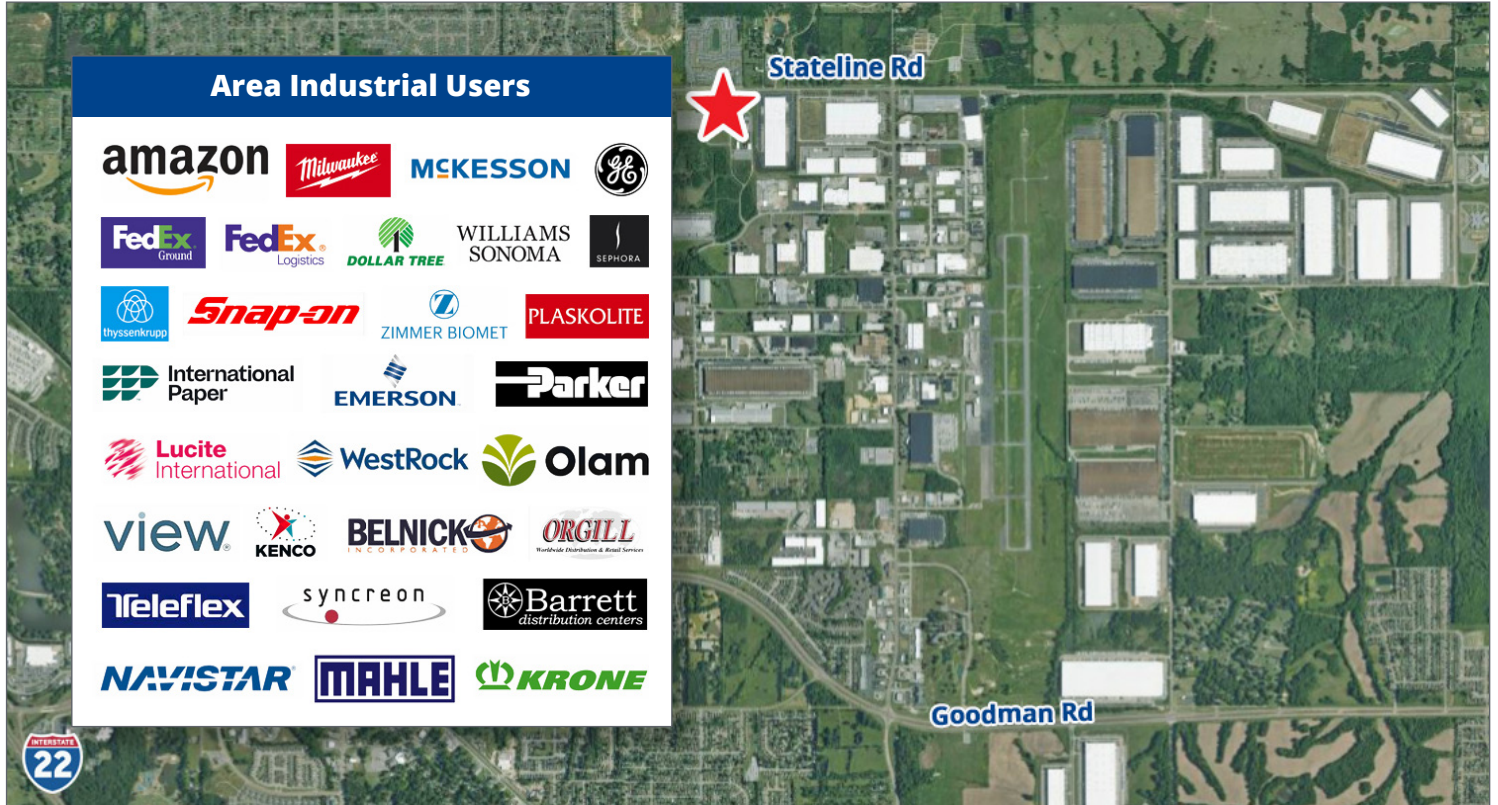 Area Industrial Users
Stateline Rd
amazon
Milwaukee
McKESSON
GE
FedEx®
Ground
FedEx®
Logistics
DOLLAR TREE
WILLIAMS
SONOMA
SEPHORA
thyssenkrupp
Snap-on
Z
ZIMMER BIOMET
PLASKOLITE
International
Paper
EMERSON
Parker
Lucite
International
WestRock
Olam
view®
KENCO
BELNICK
INCORPORATED
ORGILL
Worldwide Distribution & Retail Services
Teleflex
syncreon
Barrett
distribution centers
NAVISTAR®
MAHLE
KRONE
Goodman Rd
INTERSTATE
22